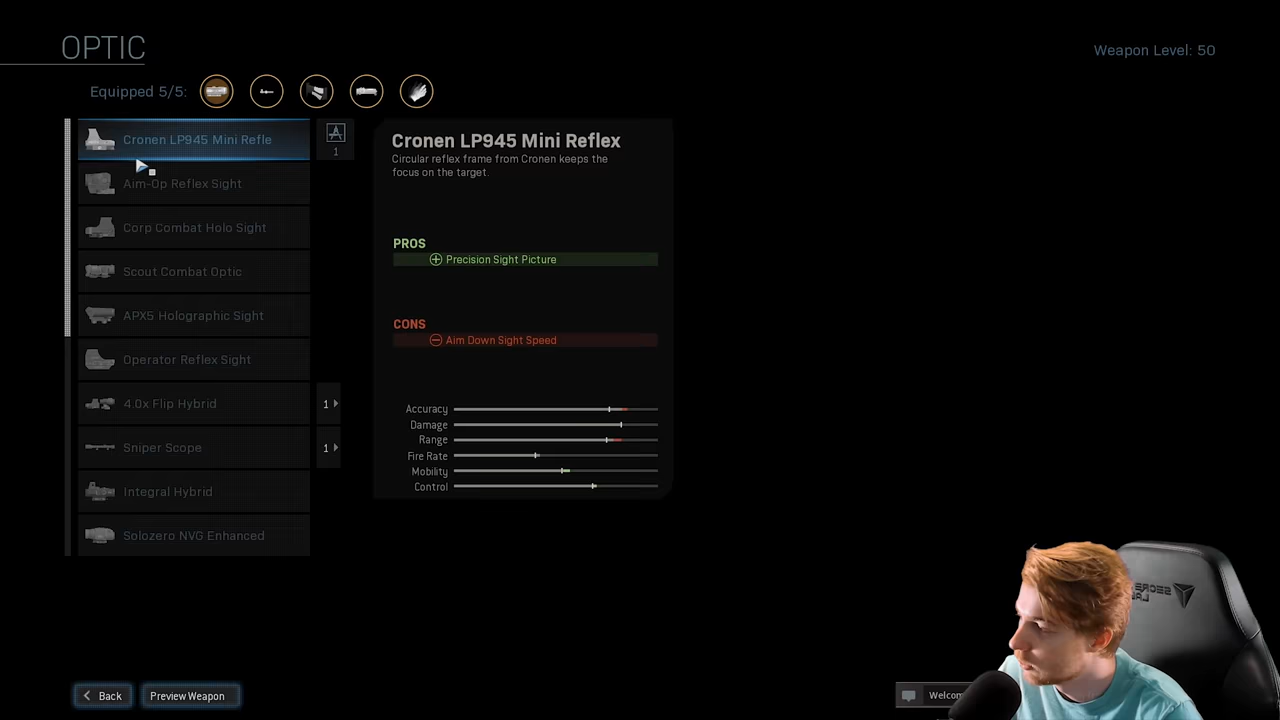 OPTIC
Weapon Level: 50
Equipped 5/5:
Cronen LP945 Mini Refle
1
Aim-Op Reflex Sight
Corp Combat Holo Sight
Scout Combat Optic
APX5 Holographic Sight
Operator Reflex Sight
4.0x Flip Hybrid
1
Sniper Scope
1
Integral Hybrid
Solozero NVG Enhanced
Cronen LP945 Mini Reflex
Circular reflex frame from Cronen keeps the
focus on the target.
PROS
Precision Sight Picture
CONS
Aim Down Sight Speed
Accuracy
Damage
Range
Fire Rate
Mobility
Control
Back
Preview Weapon
Welcom